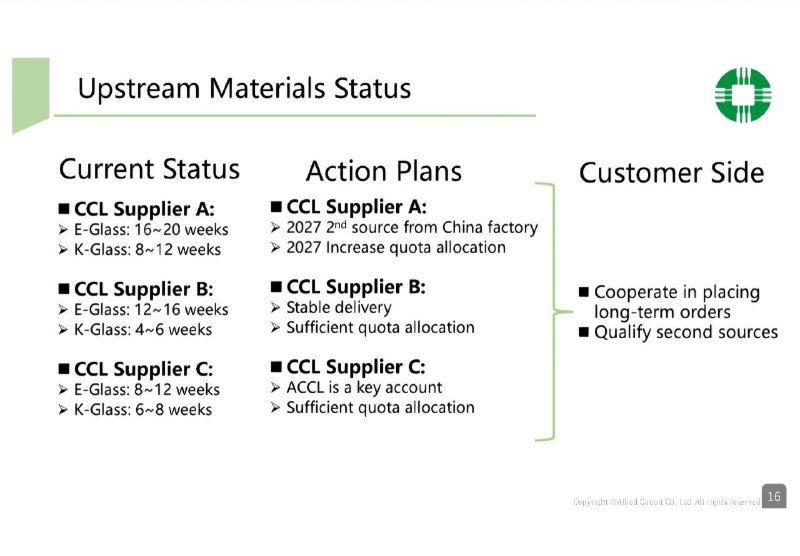 Upstream Materials Status
Current Status
■ CCL Supplier A:
➢ E-Glass: 16~20 weeks
➢ K-Glass: 8~12 weeks
■ CCL Supplier B:
➢ E-Glass: 12~16 weeks
➢ K-Glass: 4~6 weeks
■ CCL Supplier C:
➢ E-Glass: 8~12 weeks
➢ K-Glass: 6~8 weeks
Action Plans
■ CCL Supplier A:
➢ 2027 2nd source from China factory
➢ 2027 Increase quota allocation
■ CCL Supplier B:
➢ Stable delivery
➢ Sufficient quota allocation
■ CCL Supplier C:
➢ ACCL is a key account
➢ Sufficient quota allocation
Customer Side
■ Cooperate in placing
long-term orders
■ Qualify second sources
Copyright ©Allied Circuit Co., Ltd. All rights reserved
16